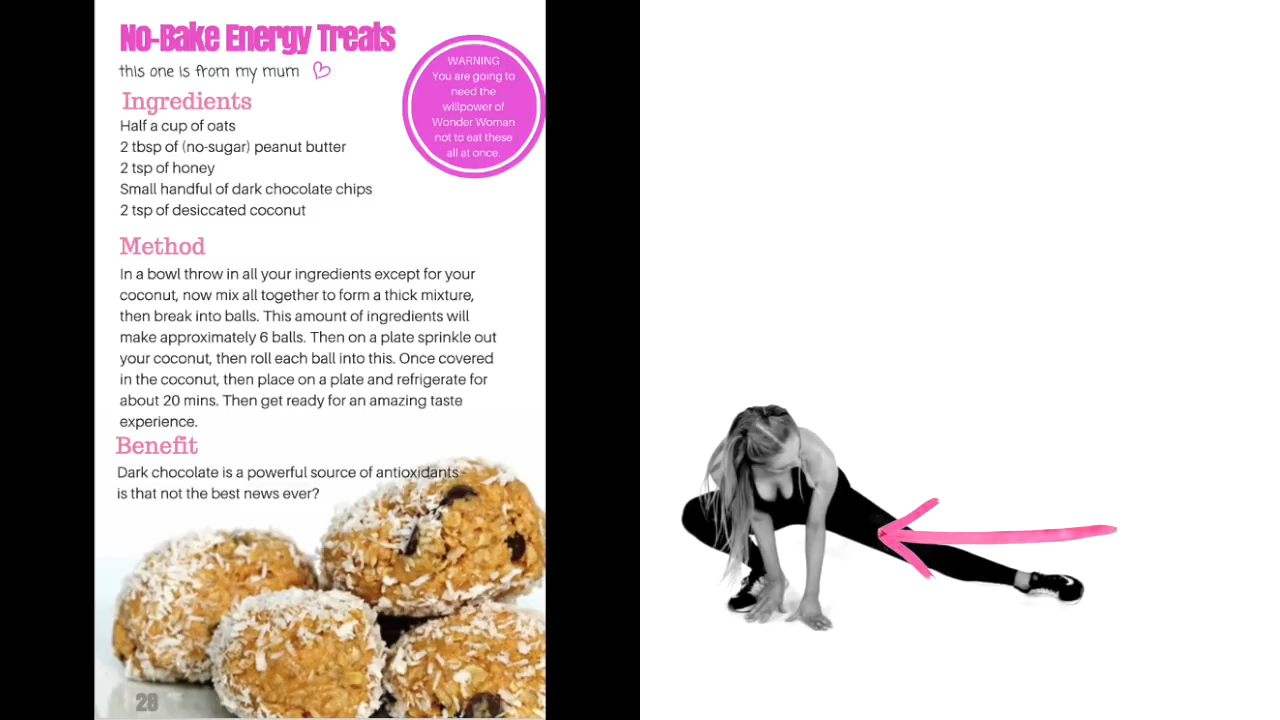 No-Bake Energy Treats
this one is from my mum
WARNING
You are going to
need the
willpower of
Wonder Woman
not to eat these
all at once.
Ingredients
Half a cup of oats
2 tbsp of (no-sugar) peanut butter
2 tsp of honey
Small handful of dark chocolate chips
2 tsp of desiccated coconut
Method
In a bowl throw in all your ingredients except for your
coconut, now mix all together to form a thick mixture,
then break into balls. This amount of ingredients will
make approximately 6 balls. Then on a plate sprinkle out
your coconut, then roll each ball into this. Once covered
in the coconut, then place on a plate and refrigerate for
about 20 mins. Then get ready for an amazing taste
experience.
Benefit
Dark chocolate is a powerful source of antioxidants -
is that not the best news ever?
28